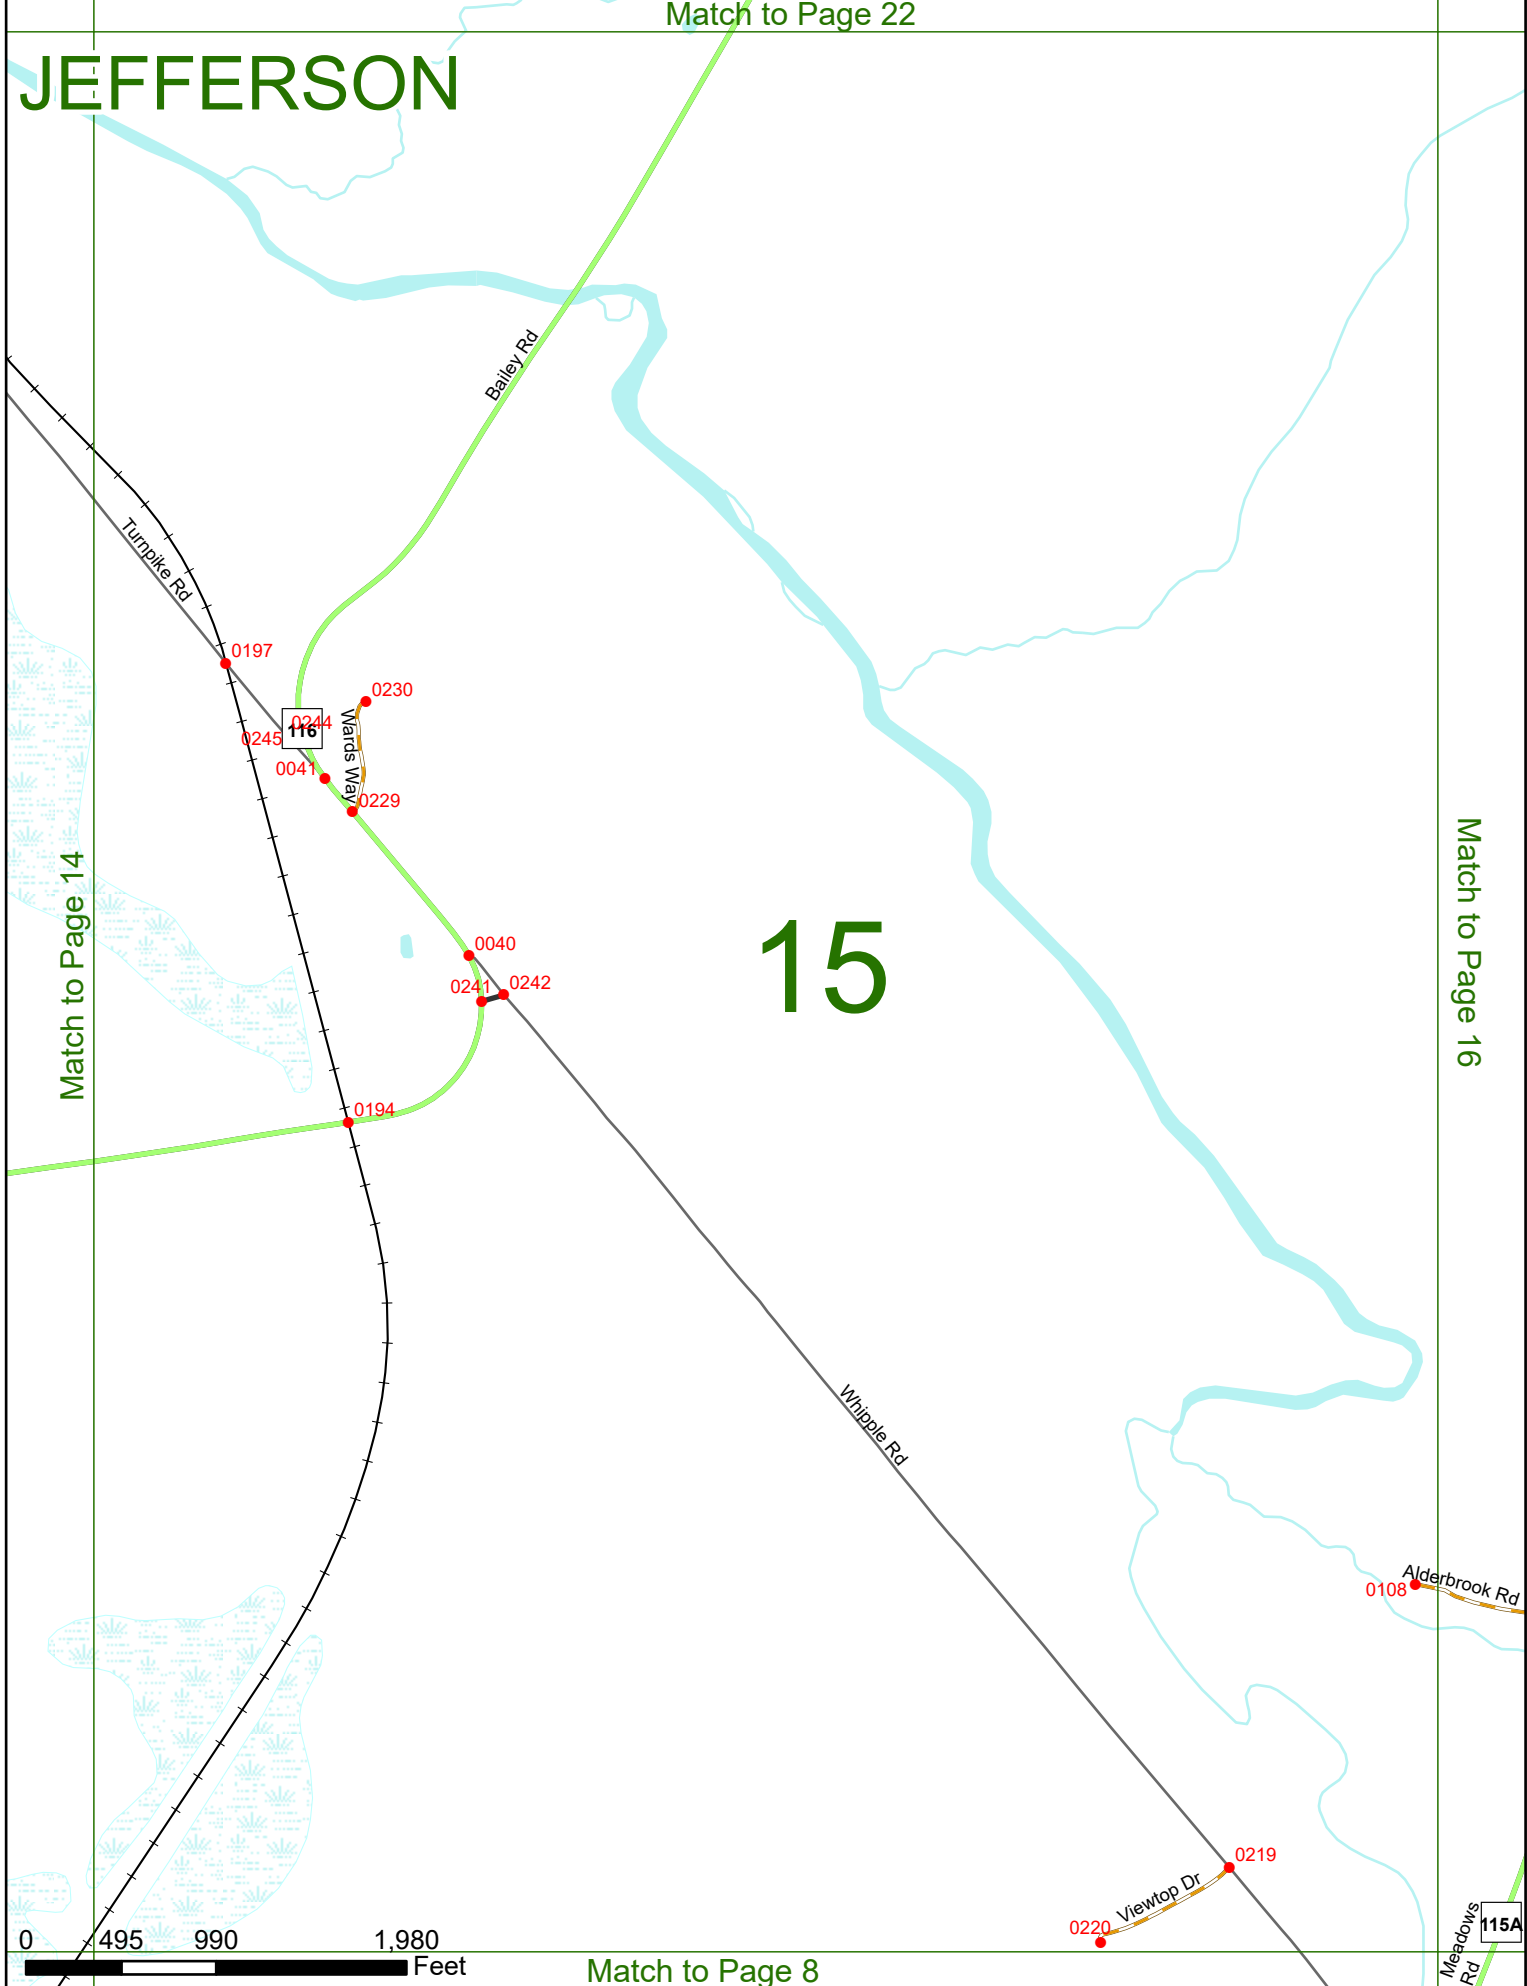 Match to Page 22
JEFFERSON
Bailey Rd
Turnpike Rd
0197
0230
0244
116
0245
Wards Way
0041
0229
Match to Page 14
Match to Page 16
15
0040
0241
0242
0194
Whipple Rd
Alderbrook Rd
0108
0219
Viewtop Dr
0220
Meadows
Rd
115A
0 495 990 1,980
Feet
Match to Page 8